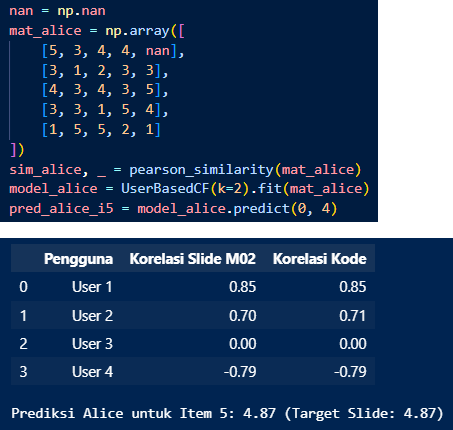 nan = np.nan
mat_alice = np.array([
    [5, 3, 4, 4, nan],
    [3, 1, 2, 3, 3],
    [4, 3, 4, 3, 5],
    [3, 3, 1, 5, 4],
    [1, 5, 5, 2, 1]
])
sim_alice, _ = pearson_similarity(mat_alice)
model_alice = UserBasedCF(k=2).fit(mat_alice)
pred_alice_i5 = model_alice.predict(0, 4)
Pengguna Korelasi Slide M02 Korelasi Kode
0 User 1 0.85 0.85
1 User 2 0.70 0.71
2 User 3 0.00 0.00
3 User 4 -0.79 -0.79
Prediksi Alice untuk Item 5: 4.87 (Target Slide: 4.87)